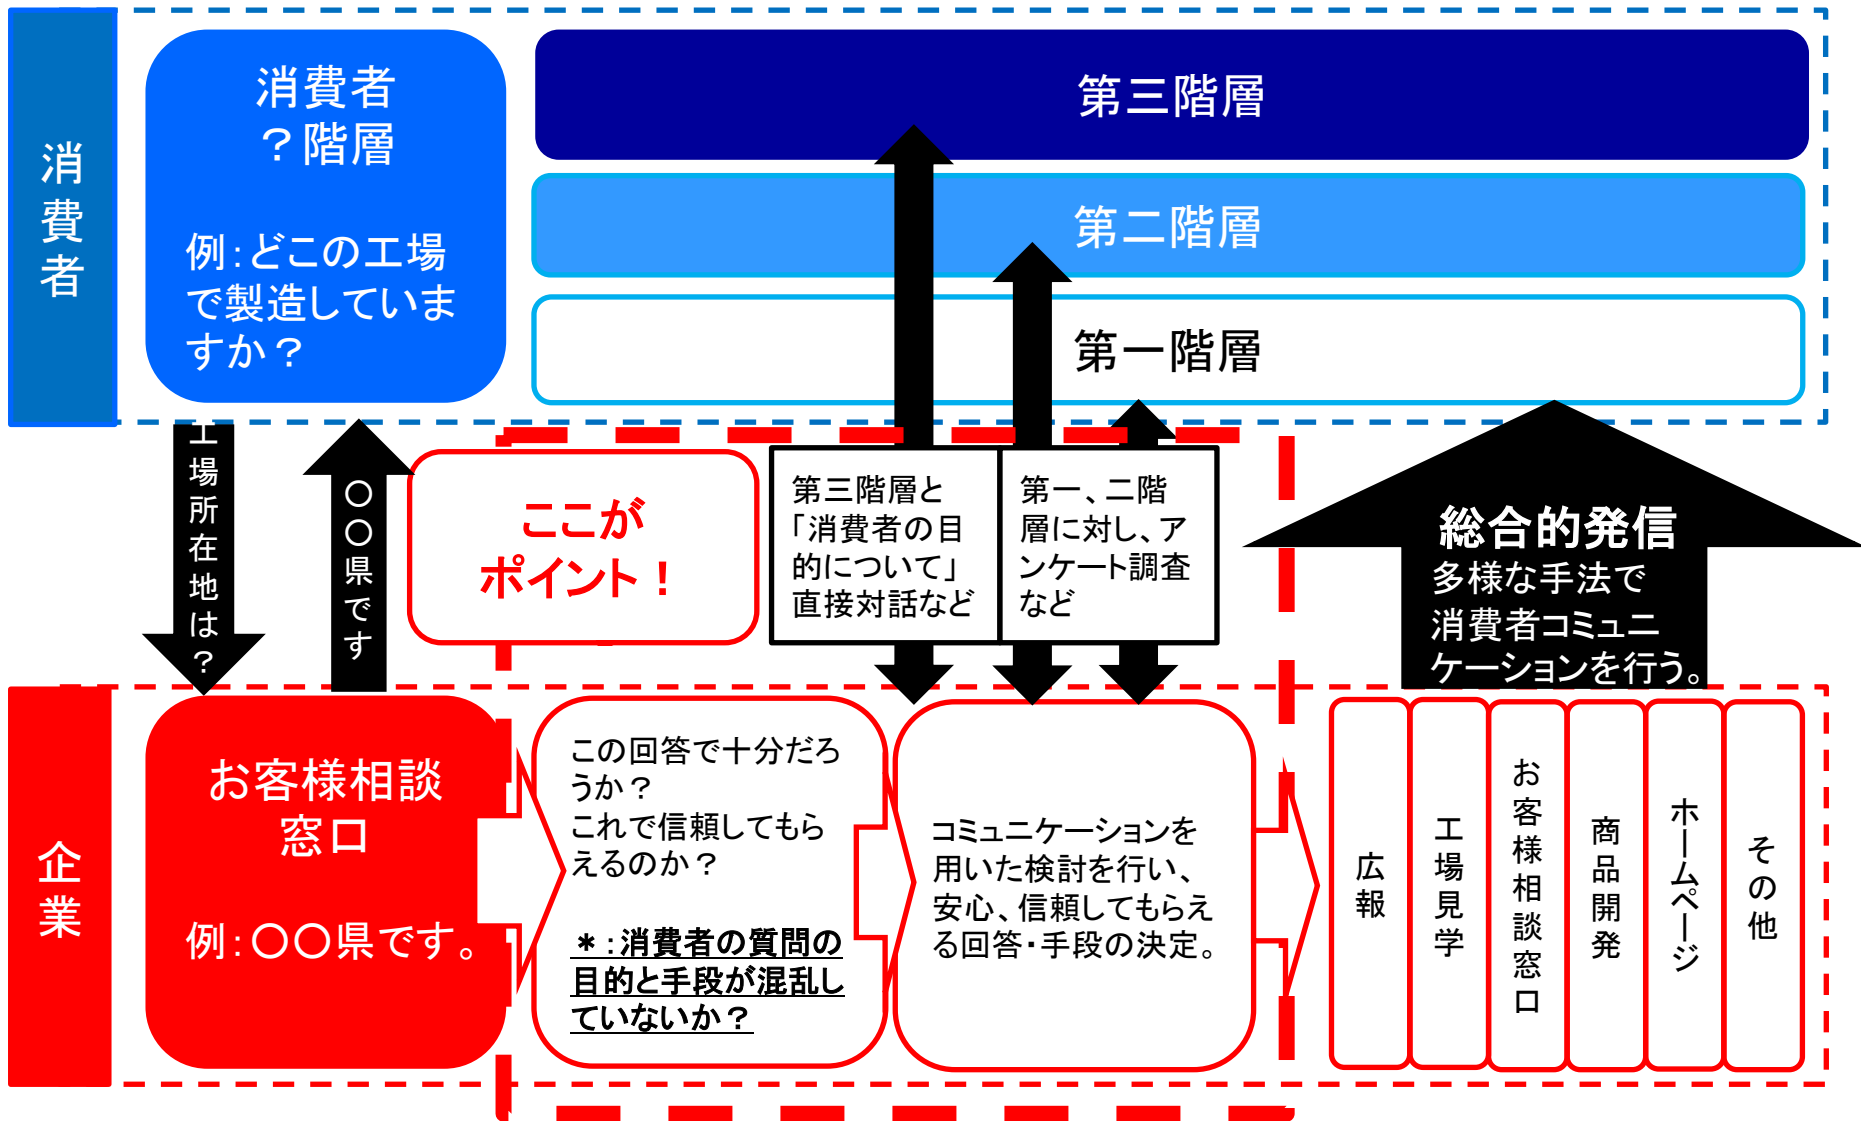 消費者
消費者
？階層
例：どこの工場
で製造していま
すか？
第三階層
第二階層
第一階層
工場所在地は？
〇〇県です
ここが
ポイント！
第三階層と
「消費者の目
的について」
直接対話など
第一、二階
層に対し、ア
ンケート調査
など
総合的発信
多様な手法で
消費者コミュニ
ケーションを行う。
企業
お客様相談
窓口
例：〇〇県です。
この回答で十分だろ
うか？
これで信頼してもら
えるのか？
＊：消費者の質問の
目的と手段が混乱し
ていないか？
コミュニケーションを
用いた検討を行い、
安心、信頼してもらえ
る回答・手段の決定。
広報
工場見学
お客様相談窓口
商品開発
ホームページ
その他